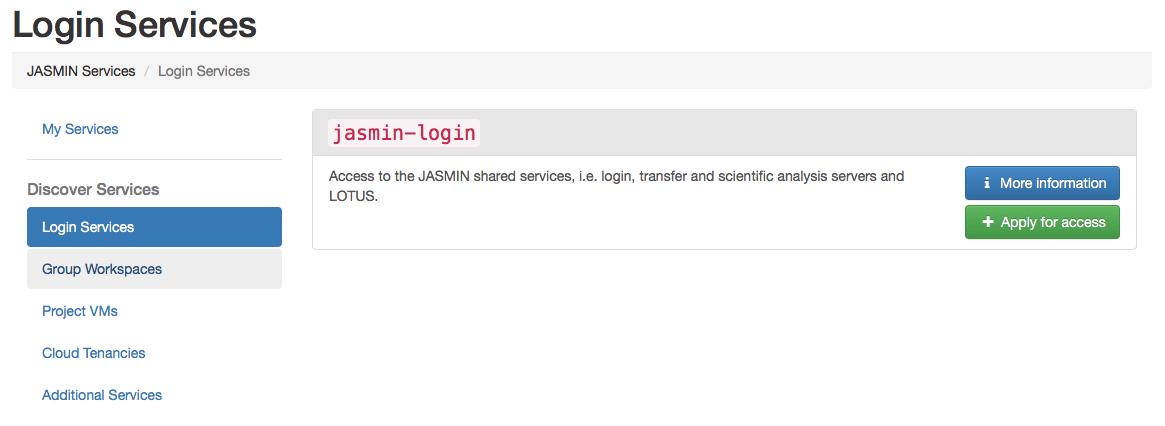 Login Services
JASMIN Services / Login Services
My Services
Discover Services
Login Services
Group Workspaces
Project VMs
Cloud Tenancies
Additional Services
jasmin-login
Access to the JASMIN shared services, i.e. login, transfer and scientific analysis servers and
LOTUS.
More information
Apply for access